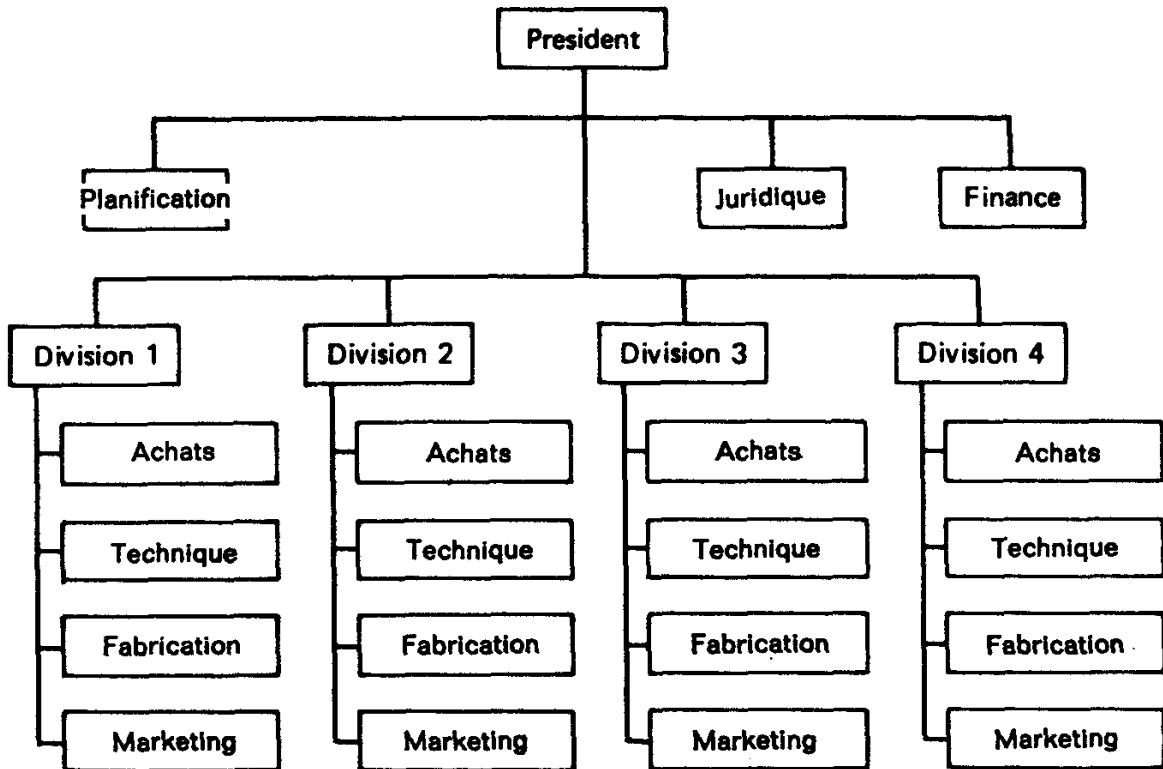 President
Planification
Juridique
Finance
Division 1
Division 2
Division 3
Division 4
Achats
Achats
Achats
Achats
Technique
Technique
Technique
Technique
Fabrication
Fabrication
Fabrication
Fabrication
Marketing
Marketing
Marketing
Marketing